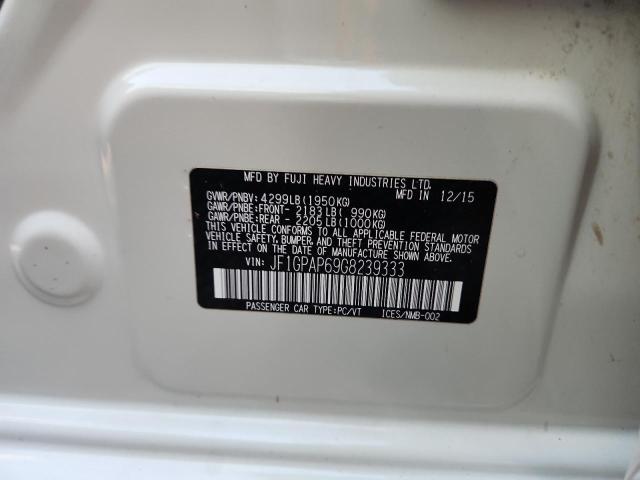 MFD BY FUJI HEAVY INDUSTRIES LTD.
GVWR/PNBV: 4299LB(1950KG) MFD IN 12/15
GAWR/PNBE:FRONT- 2183LB( 990KG)
GAWR/PNBE:REAR - 2205LB(1000KG)
THIS VEHICLE CONFORMS TO ALL APPLICABLE FEDERAL MOTOR
VEHICLE SAFETY, BUMPER, AND THEFT PREVENTION STANDARDS
IN EFFECT ON THE DATE OF MANUFACTURE SHOWN ABOVE.
VIN: JF1GPAP69G8239333
PASSENGER CAR TYPE:PC/VT ICES/NMB-002